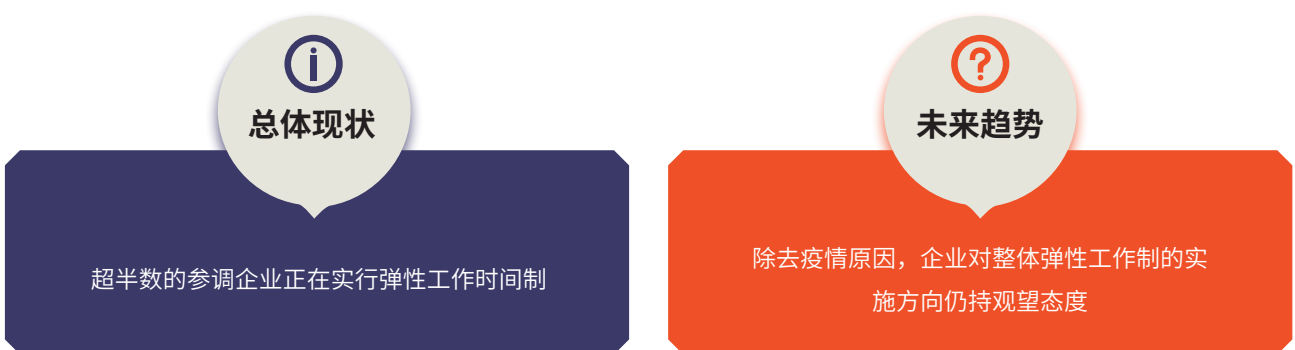 总体现状
超半数的参调企业正在实行弹性工作时间制
未来趋势
除去疫情原因，企业对整体弹性工作制的实
施方向仍持观望态度